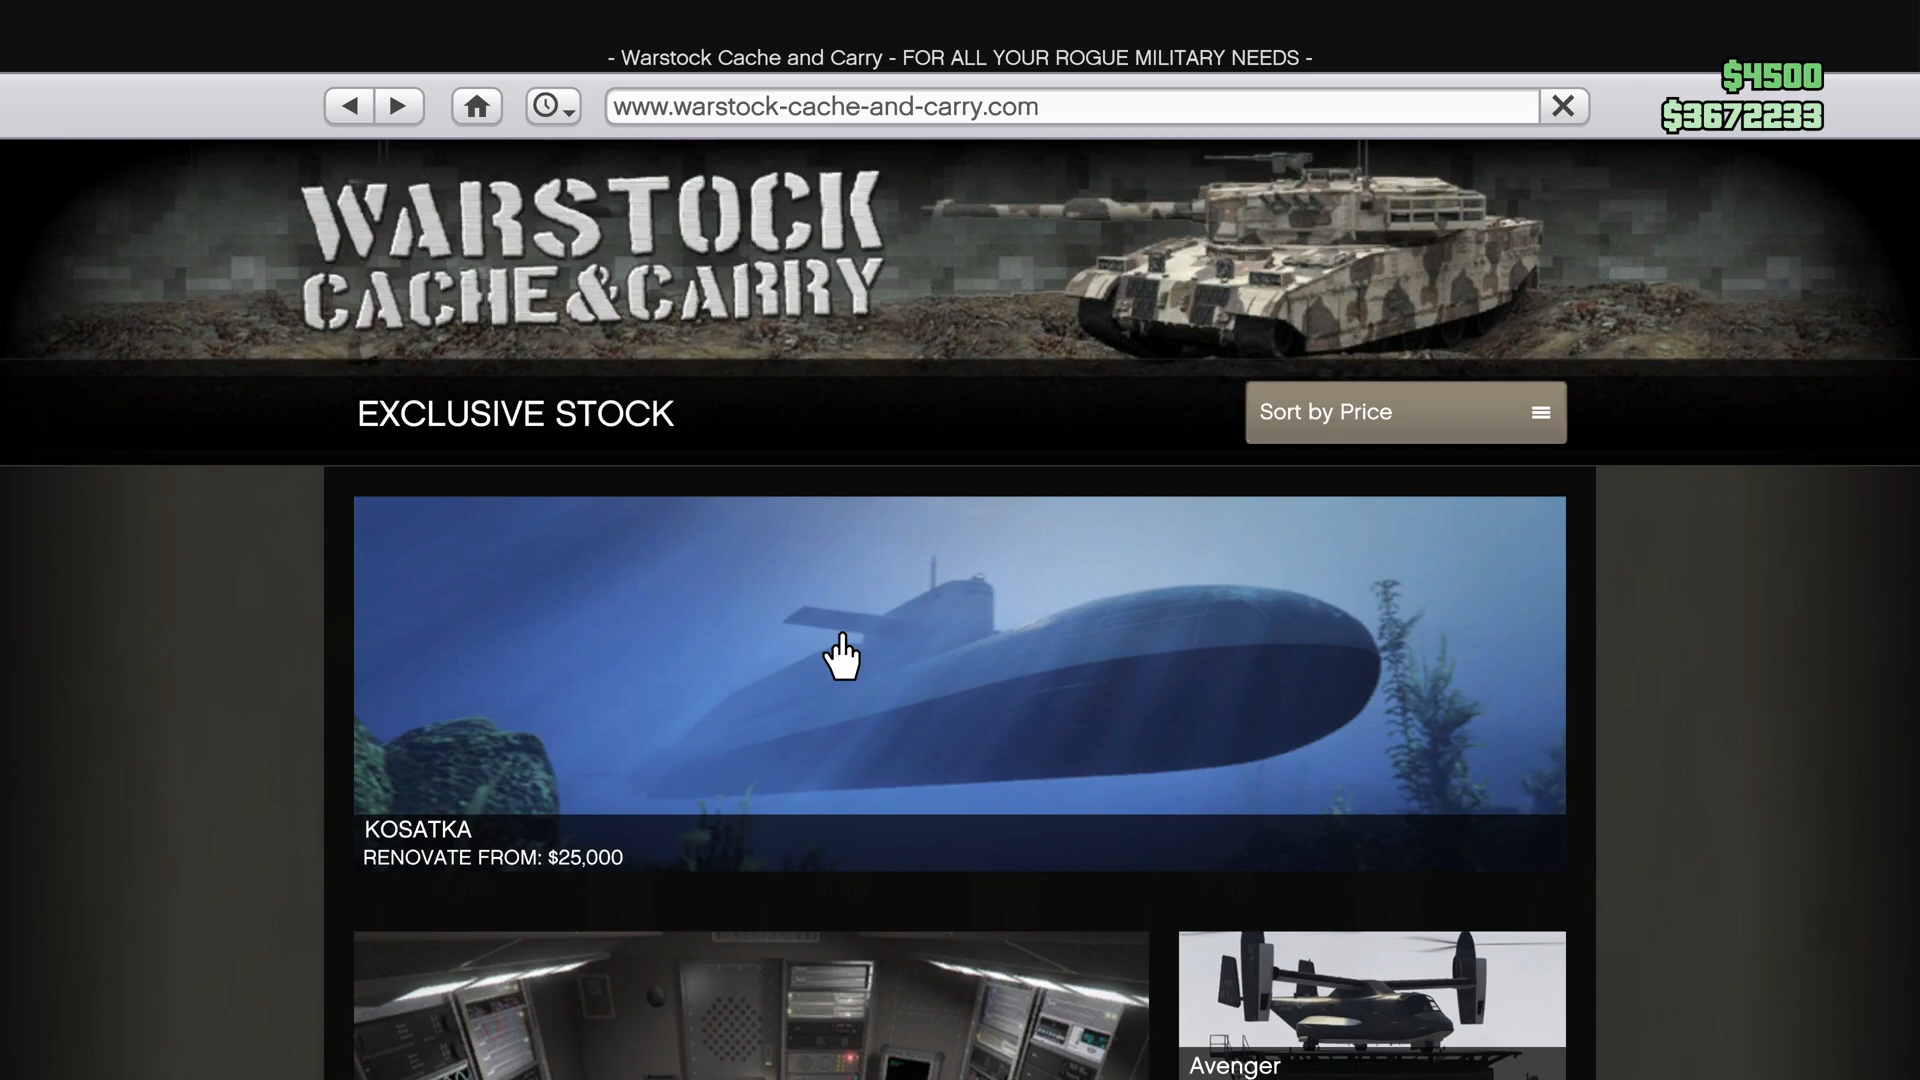 - Warstock Cache and Carry - FOR ALL YOUR ROGUE MILITARY NEEDS -
$4500
www.warstock-cache-and-carry.com
$3672233
WARSTOCK
CACHE&CARRY
EXCLUSIVE STOCK
Sort by Price
KOSATKA
RENOVATE FROM: $25,000
Avenger